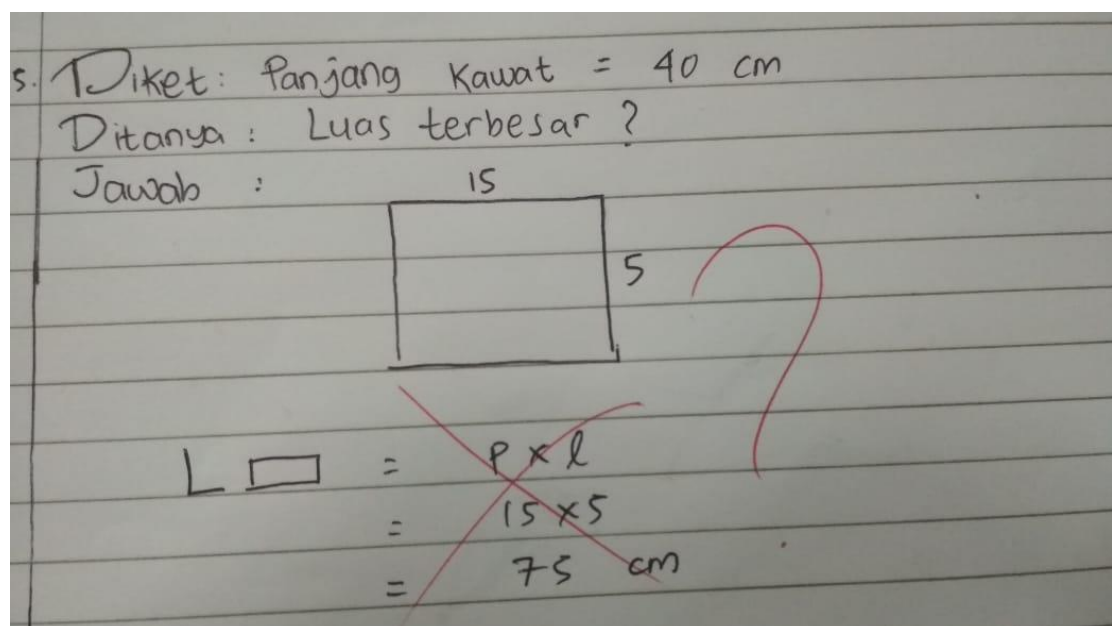 5. Diket : Panjang Kawat = 40 cm
Ditanya : Luas terbesar ?
Jawab :
15
5
L ▭ = P x l
= 15 x 5
= 75 cm
?